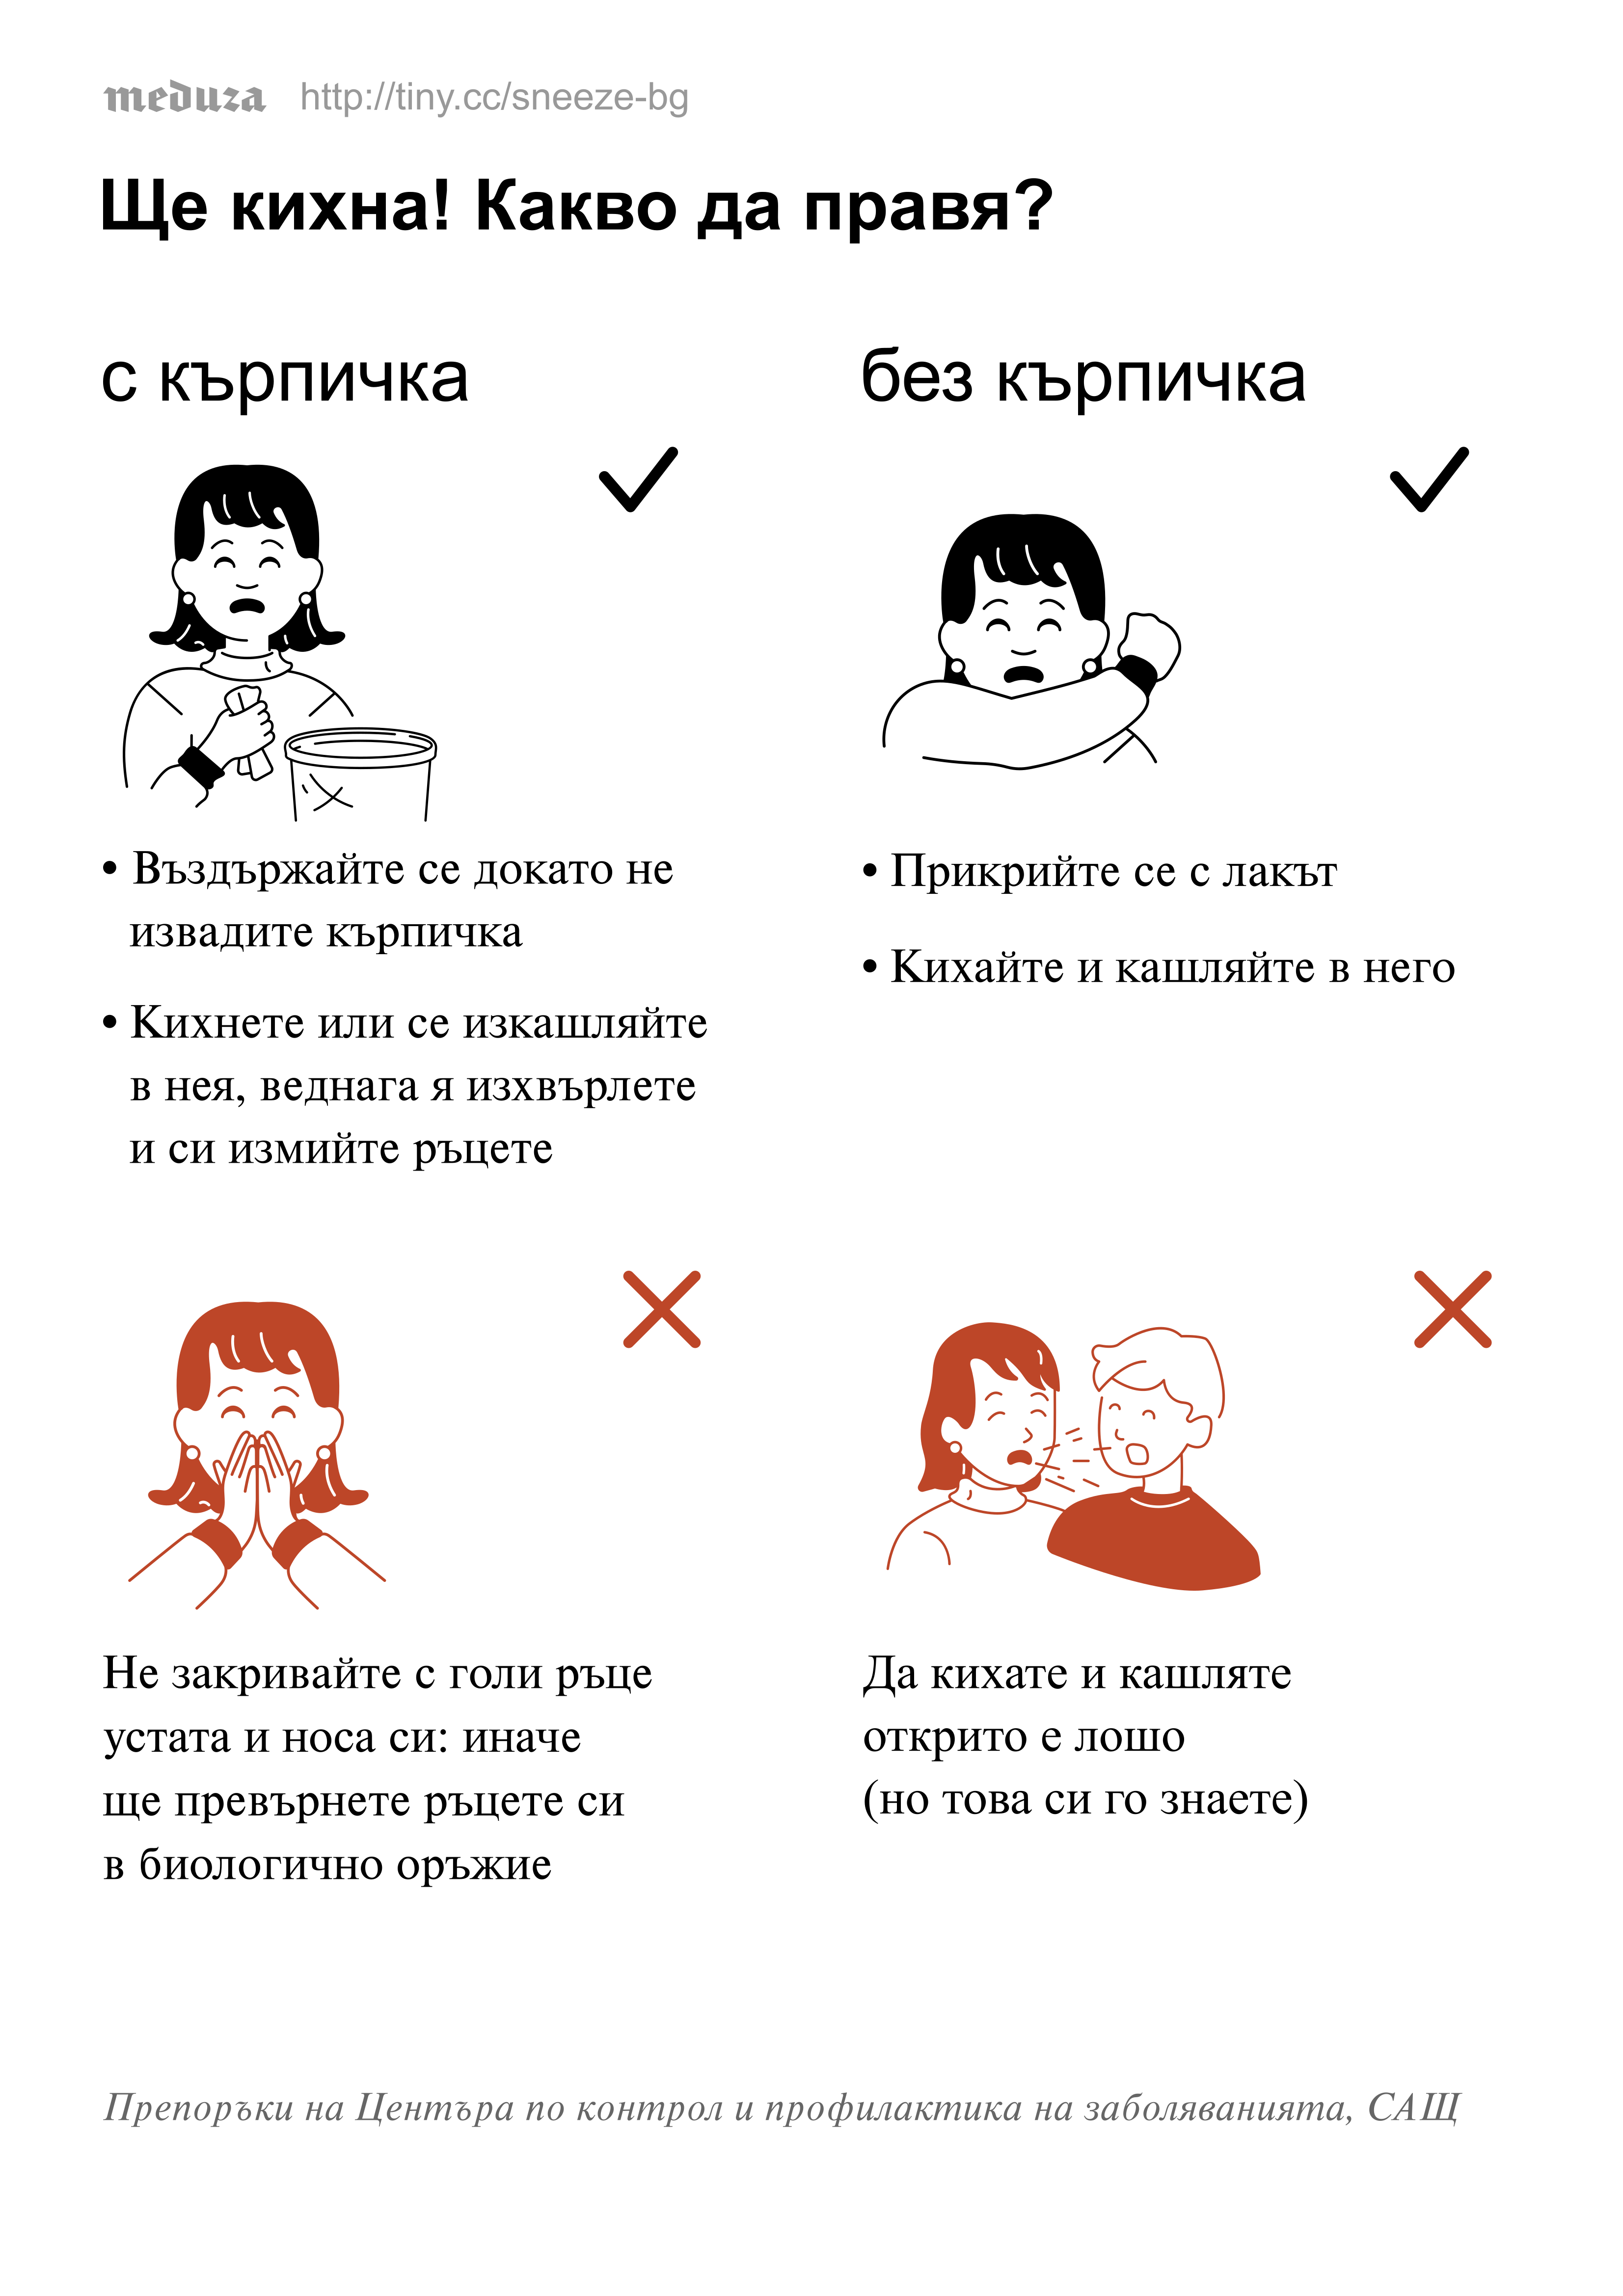 meduza http://tiny.cc/sneeze-bg
Ще кихна! Какво да правя?
с кърпичка
• Въздържайте се докато не
извадите кърпичка
• Кихнете или се изкашляйте
в нея, веднага я изхвърлете
и си измийте ръцете
без кърпичка
• Прикрийте се с лакът
• Кихайте и кашляйте в него
Не закривайте с голи ръце
устата и носа си: иначе
ще превърнете ръцете си
в биологично оръжие
Да кихате и кашляте
открито е лошо
(но това си го знаете)
Препоръки на Центъра по контрол и профилактика на заболяванията, САЩ